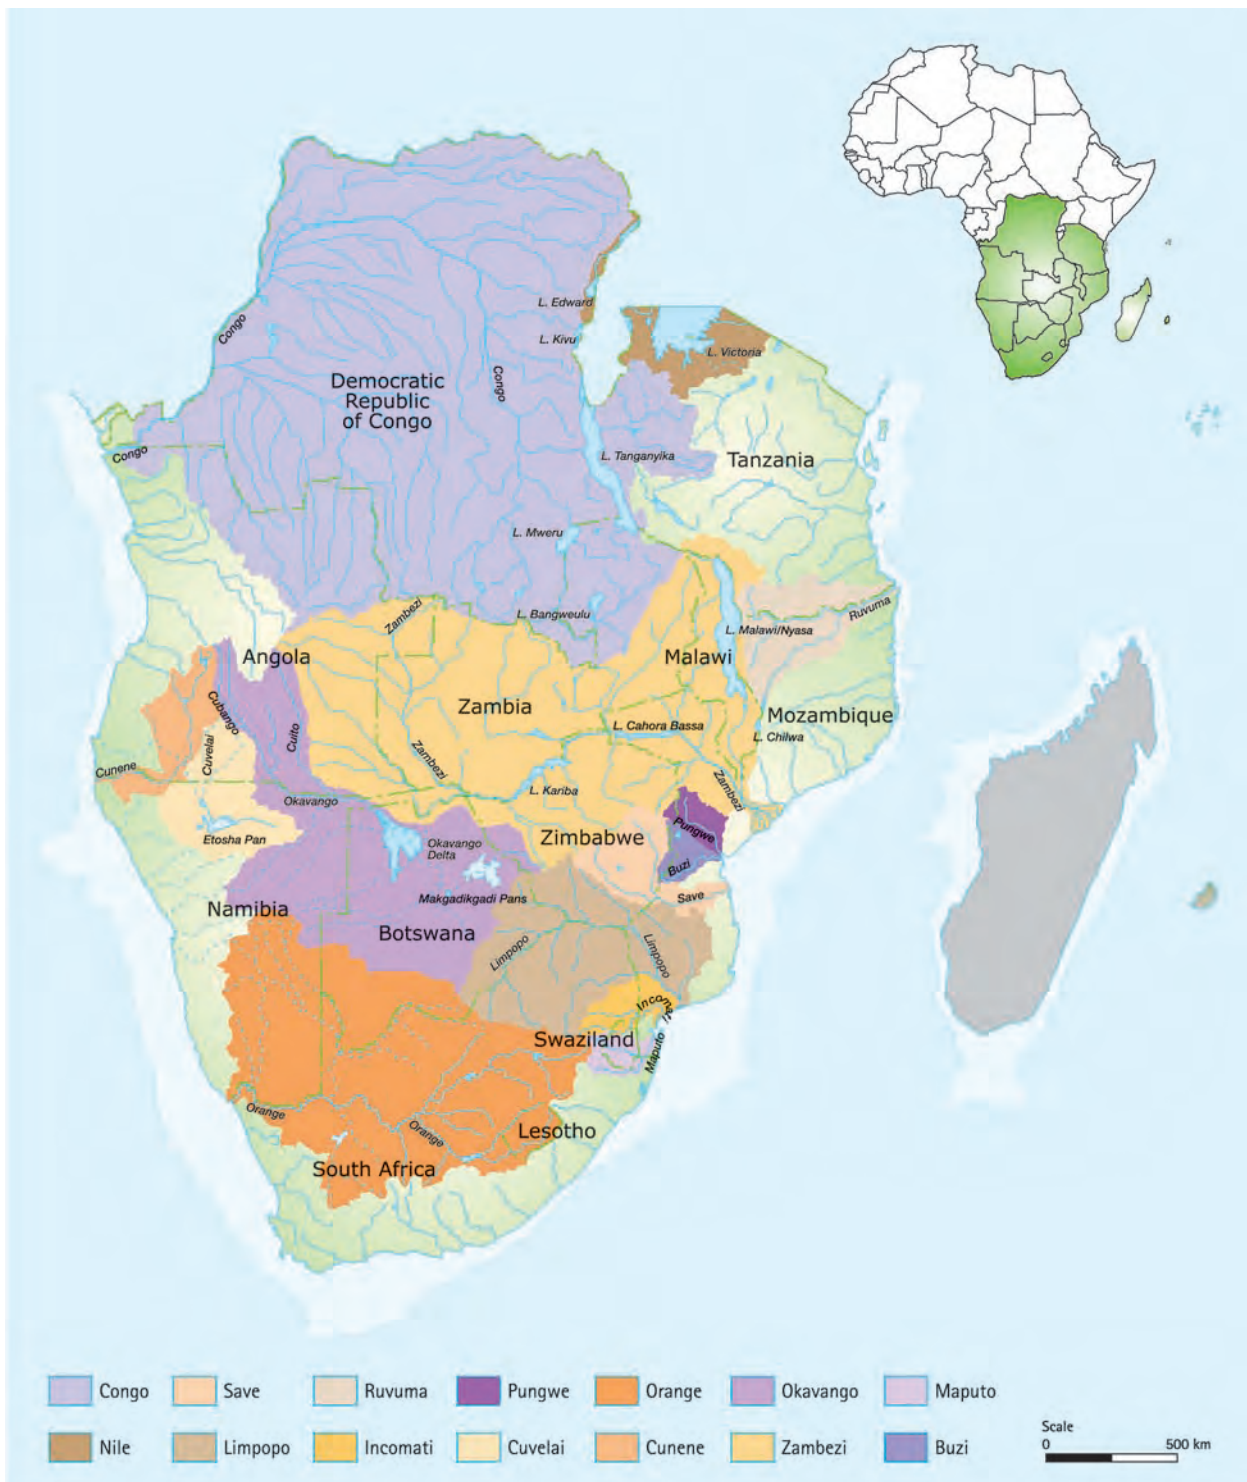 L. Edward
L. Kivu
L. Victoria
Congo
Congo
Democratic
Republic
of Congo
Congo
L. Tanganyika
Tanzania
L. Mweru
L. Bangweulu
Zambezi
Ruvuma
L. Malawi/Nyasa
Angola
Malawi
Zambia
Mozambique
L. Cahora Bassa
L. Chilwa
Cubango
Cuito
Cuvelai
Cunene
Zambezi
Zambezi
L. Kariba
Okavango
Etosha Pan
Okavango
Delta
Zimbabwe
Pungwe
Buzi
Save
Makgadikgadi Pans
Namibia
Botswana
Limpopo
Limpopo
Incomati
Swaziland
Maputo
Orange
Orange
Lesotho
South Africa
Congo Save Ruvuma Pungwe Orange Okavango Maputo
Nile Limpopo Incomati Cuvelai Cunene Zambezi Buzi
Scale
0 500 km